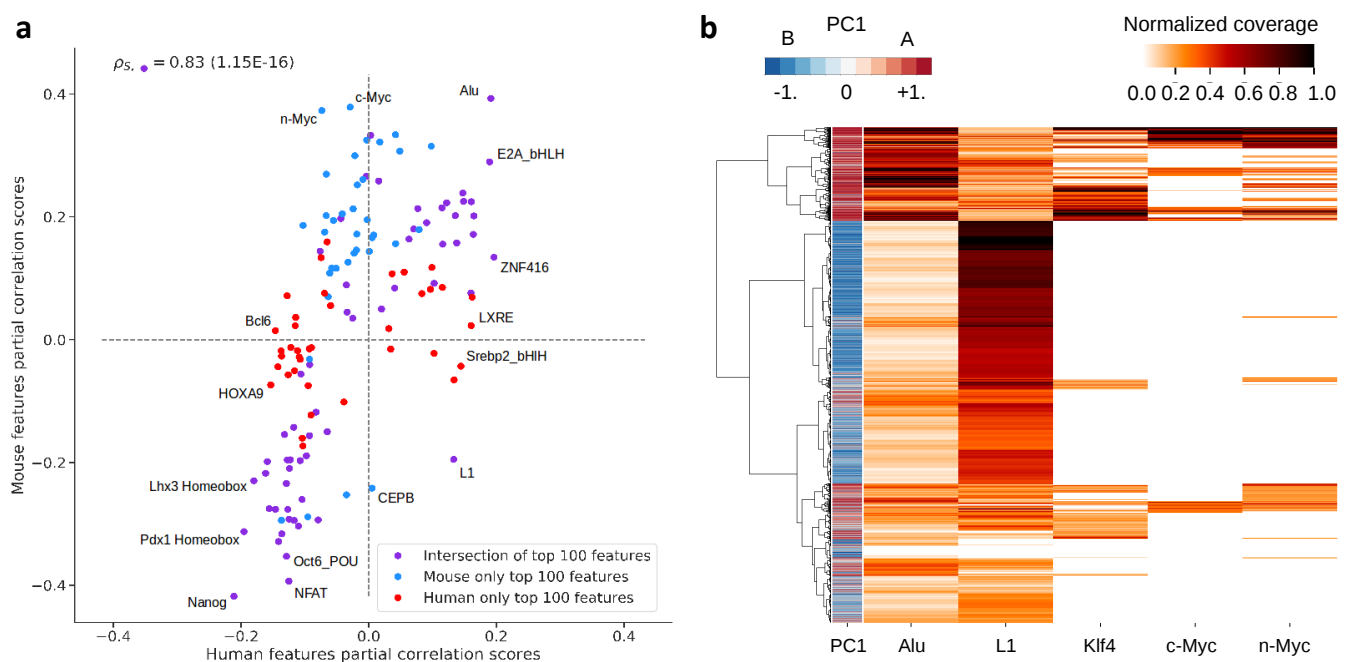 a
ρS, = 0.83 (1.15E-16)
c-Myc
n-Myc
Alu
E2A_bHLH
ZNF416
LXRE
Srebp2_bHlH
Bcl6
HOXA9
L1
Lhx3 Homeobox
CEPB
Pdx1 Homeobox
Oct6_POU
NFAT
Nanog
Intersection of top 100 features
Mouse only top 100 features
Human only top 100 features
0.4
0.2
0.0
−0.2
−0.4
Mouse features partial correlation scores
−0.4 −0.2 0.0 0.2 0.4
Human features partial correlation scores
b
PC1
B A
-1. 0 +1.
Normalized coverage
0.0 0.2 0.4 0.6 0.8 1.0
PC1 Alu L1 Klf4 c-Myc n-Myc